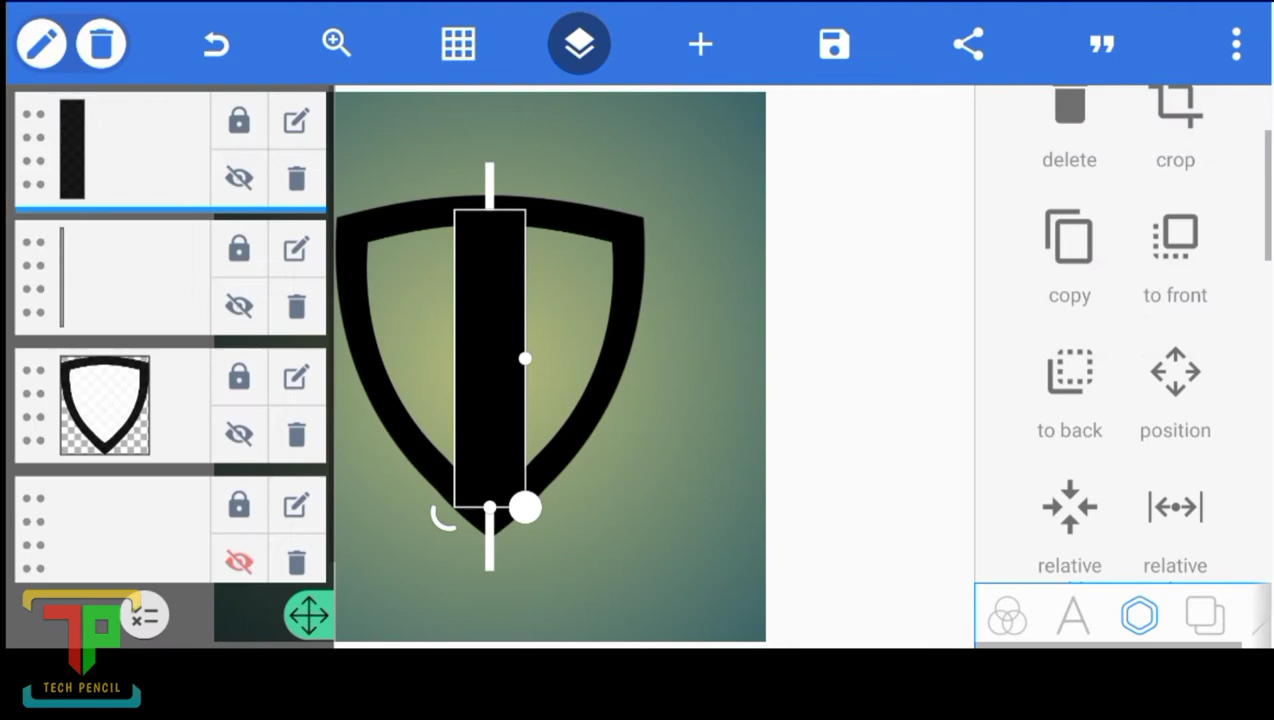 delete
crop
copy
to front
to back
position
relative
relative
TECH PENCIL